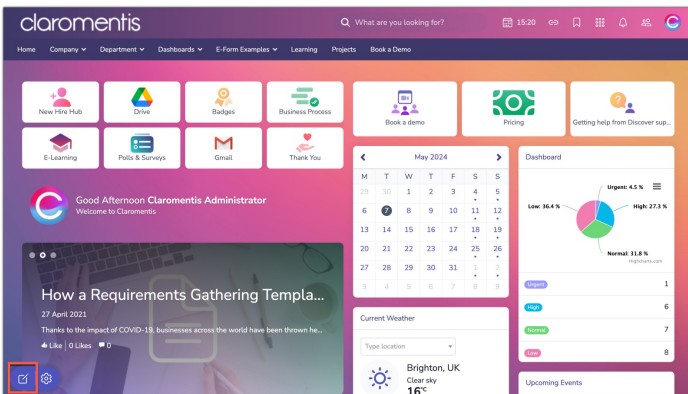 claromentis
What are you looking for?
15:20
Home
Company
Department
Dashboards
E-Form Examples
Learning
Projects
Book a Demo
New Hire Hub
Drive
Badges
Business Process
Book a demo
Pricing
Getting help from Discover sup...
E-Learning
Polls & Surveys
Gmail
Thank You
Good Afternoon Claromentis Administrator
Welcome to Claromentis
How a Requirements Gathering Templa...
27 April 2021
Thanks to the impact of COVID-19, businesses across the world have been thrown he...
Like | 0 Likes 0
May 2024
M T W T F S S
29 30 1 2 3 4 5
6 7 8 9 10 11 12
13 14 15 16 17 18 19
20 21 22 23 24 25 26
27 28 29 30 31 1 2
3 4 5 6 7 8 9
Current Weather
Type location
Brighton, UK
Clear sky
16°C
Dashboard
Urgent: 4.5 %
Low: 36.4 %
High: 27.3 %
Normal: 31.8 %
Highcharts.com
Urgent 1
High 6
Normal 7
Low 8
Upcoming Events